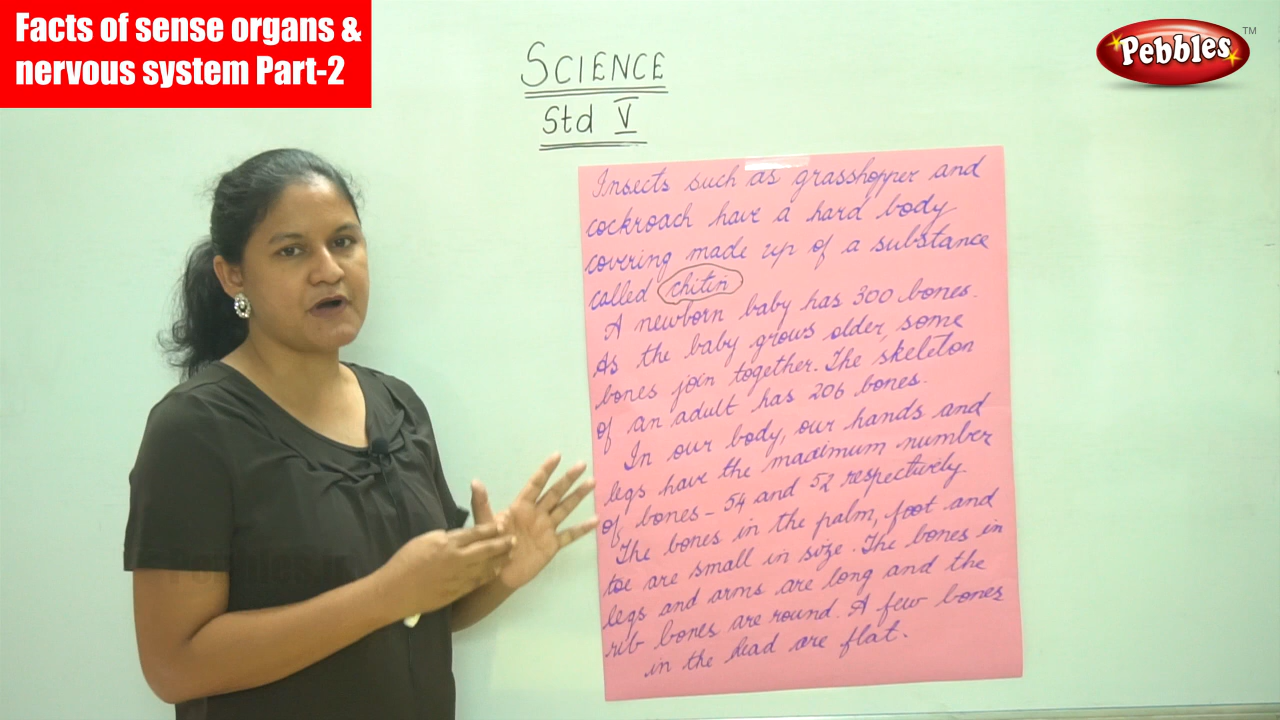 Facts of sense organs &
nervous system Part-2
Pebbles TM
SCIENCE
Std V
Insects such as grasshopper and
cockroach have a hard body
covering made up of a substance
called chitin
A newborn baby has 300 bones.
As the baby grows older, some
bones join together. The skeleton
of an adult has 206 bones.
In our body, our hands and
legs have the maximum number
of bones - 54 and 52 respectively.
The bones in the palm, foot and
toe are small in size. The bones in
legs and arms are long and the
rib bones are round. A few bones
in the head are flat.